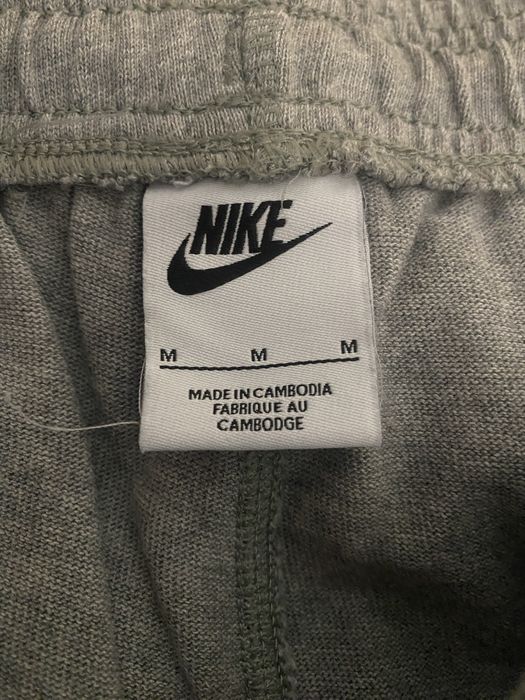 NIKE
M M M
MADE IN CAMBODIA
FABRIQUE AU
CAMBODGE